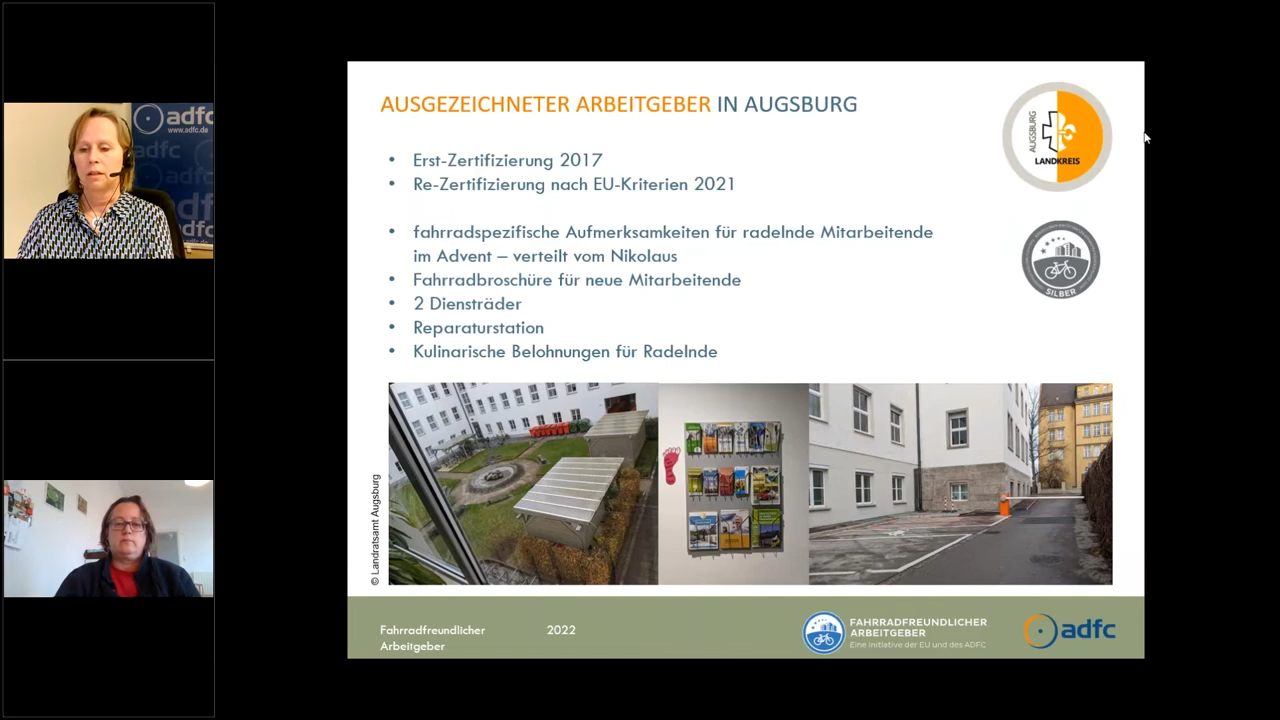 adfc
www.adfc.de
adfc
adfc
AUSGEZEICHNETER ARBEITGEBER IN AUGSBURG
AUGSBURG
LANDKREIS
• Erst-Zertifizierung 2017
• Re-Zertifizierung nach EU-Kriterien 2021
• fahrradspezifische Aufmerksamkeiten für radelnde Mitarbeitende
im Advent – verteilt vom Nikolaus
• Fahrradbroschüre für neue Mitarbeitende
• 2 Diensträder
• Reparaturstation
• Kulinarische Belohnungen für Radelnde
SILBER
© Landratsamt Augsburg
Fahrradfreundlicher
Arbeitgeber
2022
FAHRRADFREUNDLICHER
ARBEITGEBER
Eine Initiative der EU und des ADFC
adfc